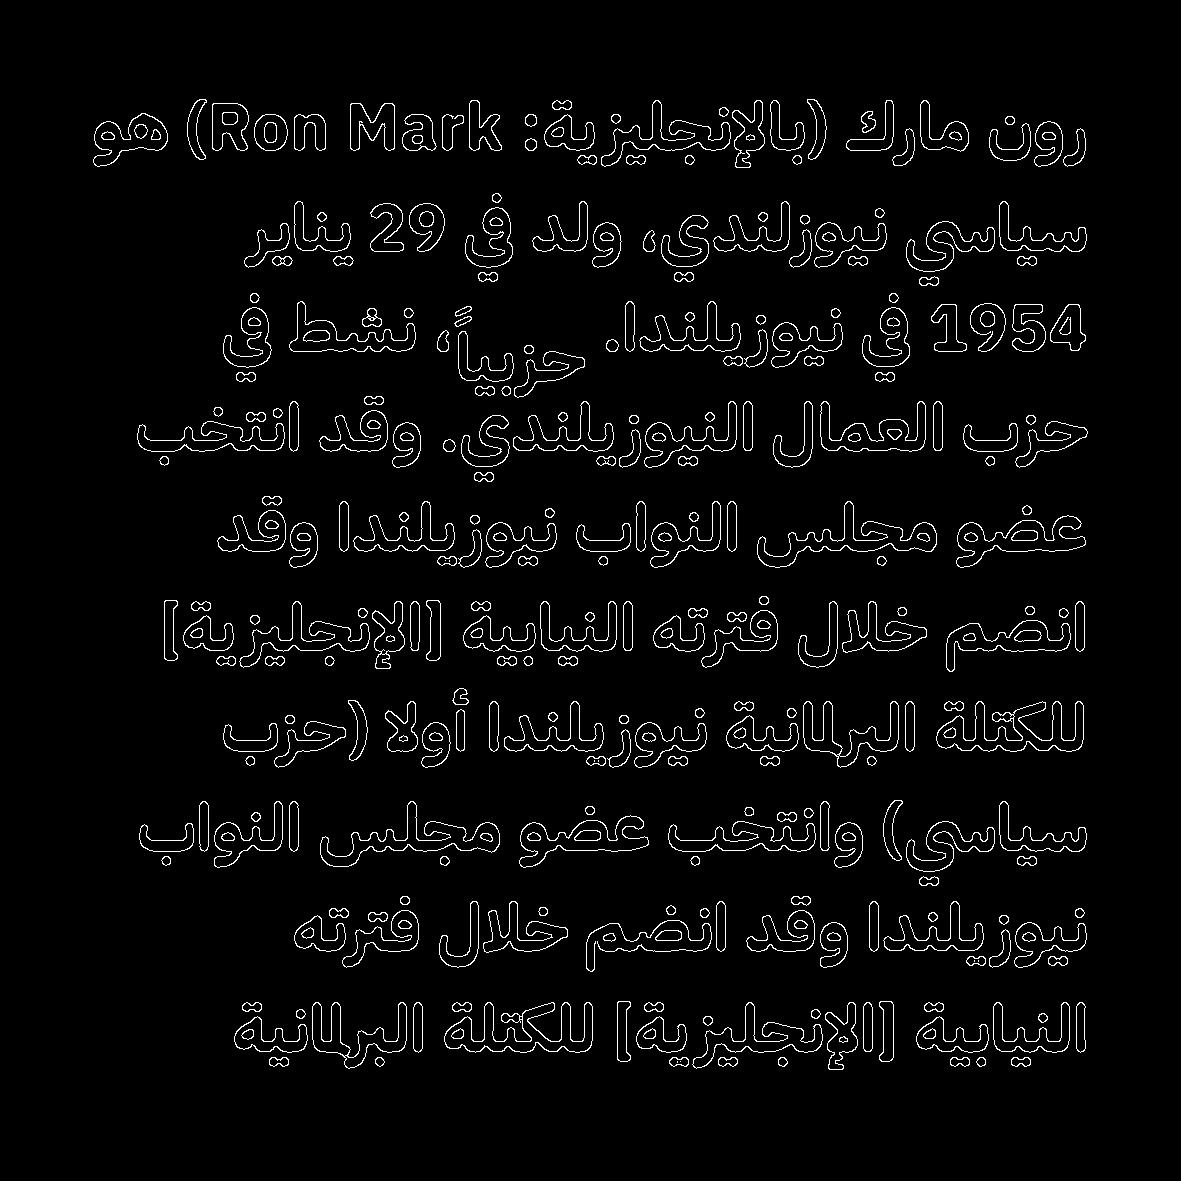 رون مارك (بالإنجليزية: Ron Mark) هو
سياسي نيوزلندي، ولد في 29 يناير
1954 في نيوزيلندا. حزبياً، نشط في
حزب العمال النيوزيلندي. وقد انتخب
عضو مجلس النواب نيوزيلندا وقد
انضم خلال فترته النيابية [الإنجليزية]
للكتلة البرلمانية نيوزيلندا أولا (حزب
سياسي) وانتخب عضو مجلس النواب
نيوزيلندا وقد انضم خلال فترته
النيابية [الإنجليزية] للكتلة البرلمانية